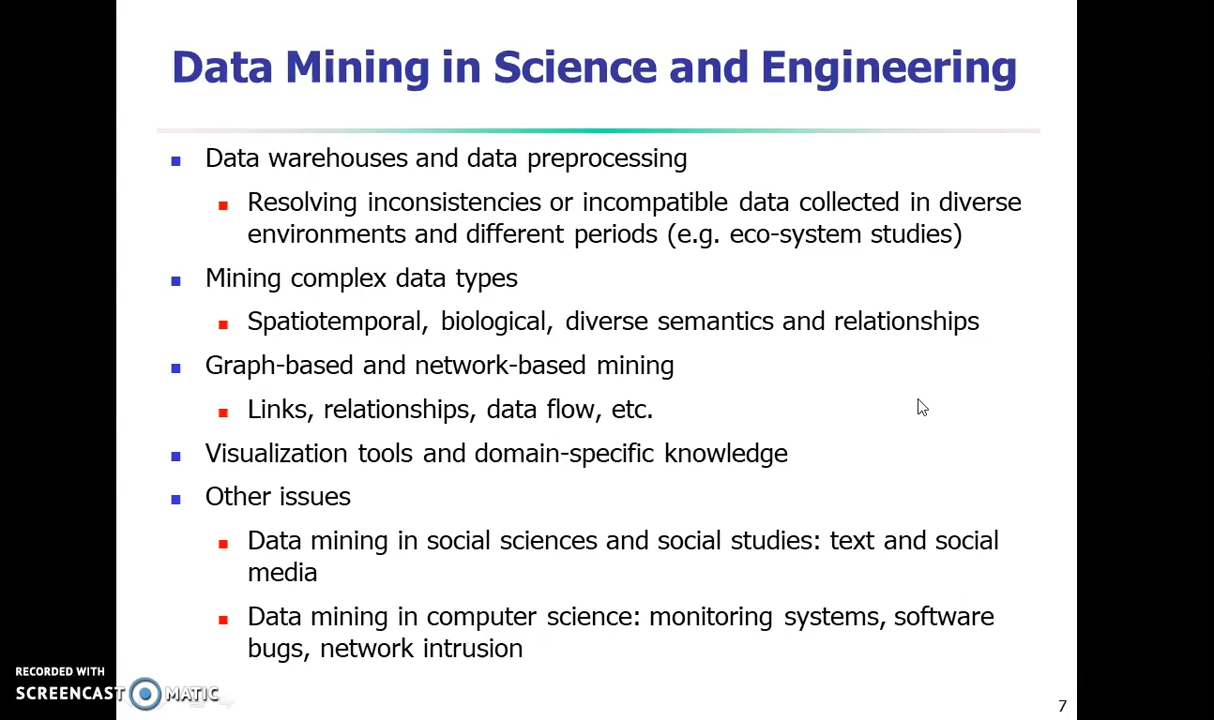 Data Mining in Science and Engineering
Data warehouses and data preprocessing
Resolving inconsistencies or incompatible data collected in diverse
environments and different periods (e.g. eco-system studies)
Mining complex data types
Spatiotemporal, biological, diverse semantics and relationships
Graph-based and network-based mining
Links, relationships, data flow, etc.
Visualization tools and domain-specific knowledge
Other issues
Data mining in social sciences and social studies: text and social
media
Data mining in computer science: monitoring systems, software
bugs, network intrusion
RECORDED WITH
SCREENCAST MATIC
7